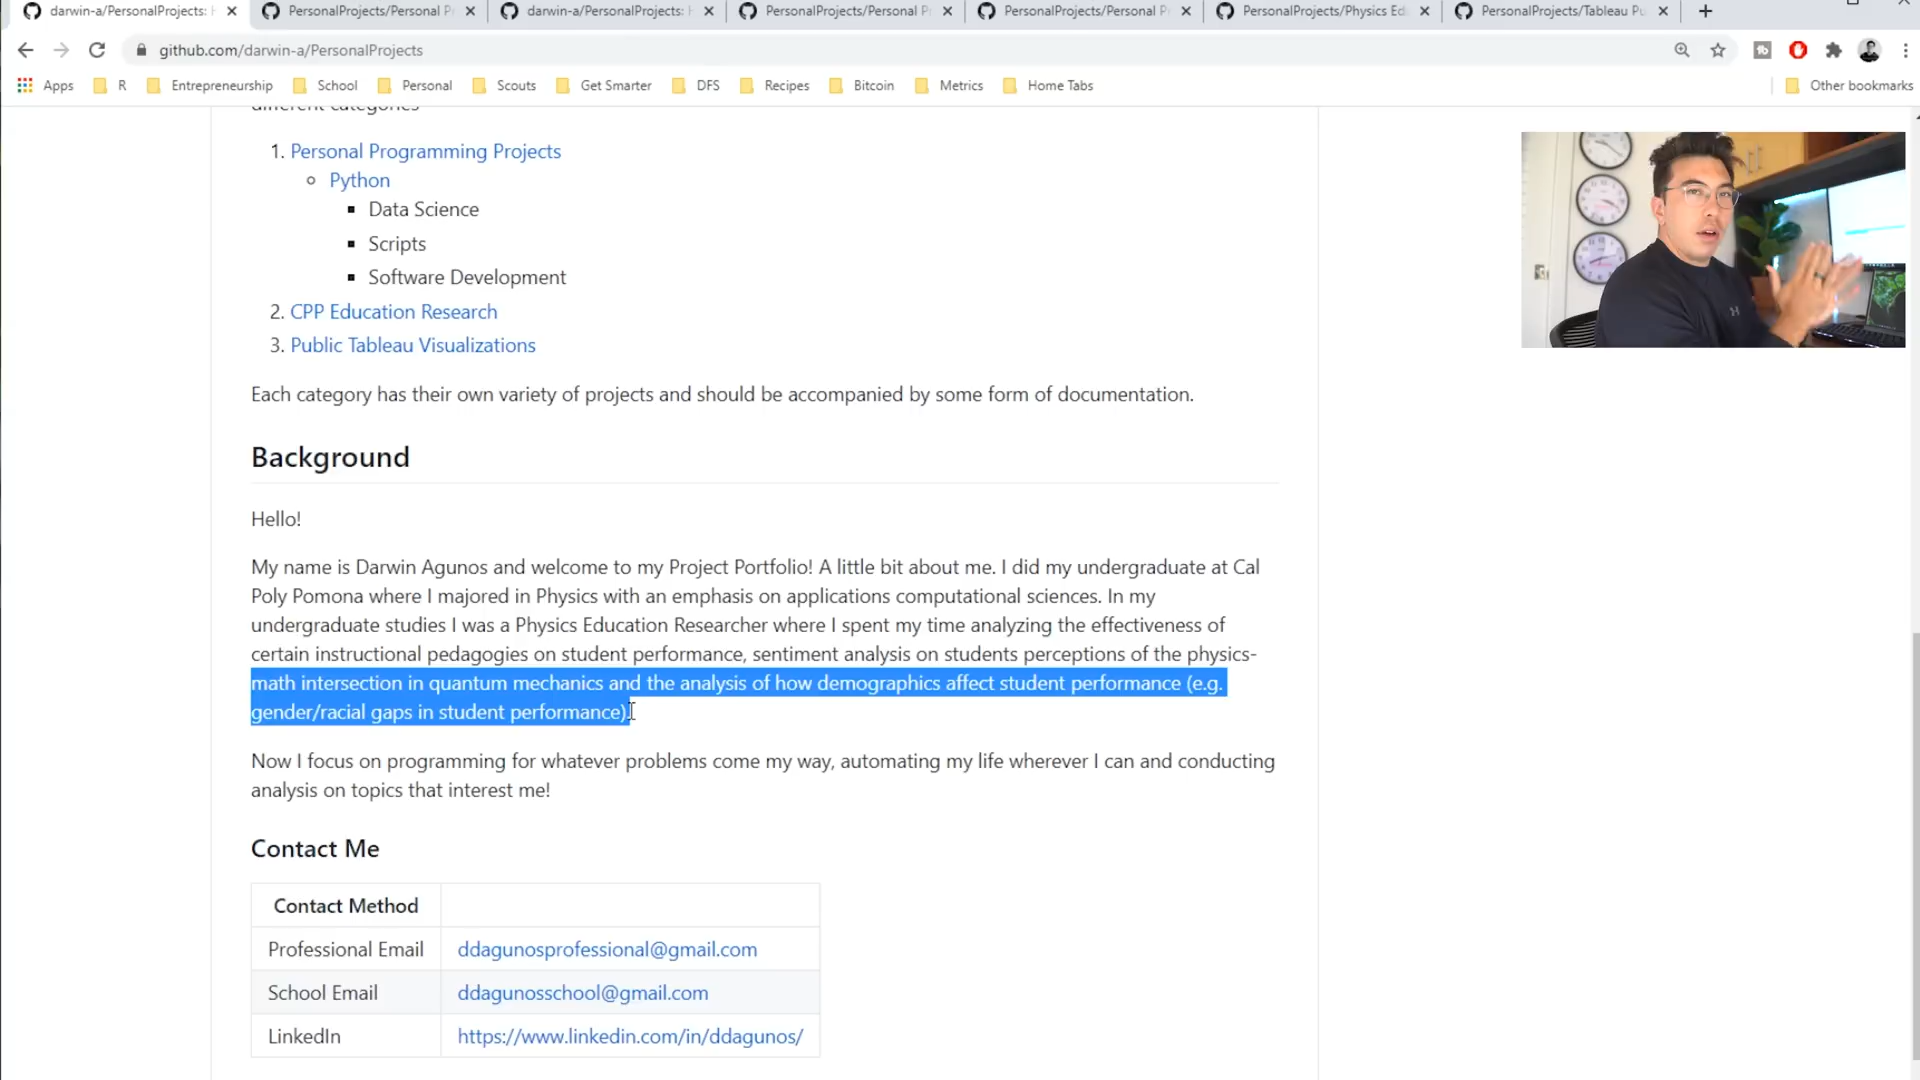 darwin-a/PersonalProjects: H
PersonalProjects/Personal P
darwin-a/PersonalProjects: H
PersonalProjects/Personal P
PersonalProjects/Personal P
PersonalProjects/Physics Ed
PersonalProjects/Tableau Pu
github.com/darwin-a/PersonalProjects
Apps
R
Entrepreneurship
School
Personal
Scouts
Get Smarter
DFS
Recipes
Bitcoin
Metrics
Home Tabs
Other bookmarks
different categories
1. Personal Programming Projects
Python
Data Science
Scripts
Software Development
2. CPP Education Research
3. Public Tableau Visualizations
Each category has their own variety of projects and should be accompanied by some form of documentation.
Background
Hello!
My name is Darwin Agunos and welcome to my Project Portfolio! A little bit about me. I did my undergraduate at Cal
Poly Pomona where I majored in Physics with an emphasis on applications computational sciences. In my
undergraduate studies I was a Physics Education Researcher where I spent my time analyzing the effectiveness of
certain instructional pedagogies on student performance, sentiment analysis on students perceptions of the physics-
math intersection in quantum mechanics and the analysis of how demographics affect student performance (e.g.
gender/racial gaps in student performance).
Now I focus on programming for whatever problems come my way, automating my life wherever I can and conducting
analysis on topics that interest me!
Contact Me
Contact Method
Professional Email ddagunosprofessional@gmail.com
School Email ddagunosschool@gmail.com
LinkedIn https://www.linkedin.com/in/ddagunos/